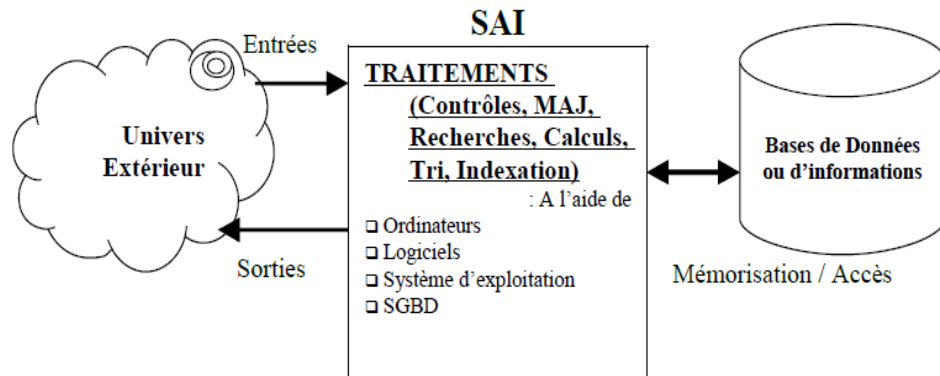 SAI
Entrées
Univers
Extérieur
Sorties
TRAITEMENTS
(Contrôles, MAJ,
Recherches, Calculs,
Tri, Indexation)
: A l’aide de
❑ Ordinateurs
❑ Logiciels
❑ Système d’exploitation
❑ SGBD
Bases de Données
ou d’informations
Mémorisation / Accès